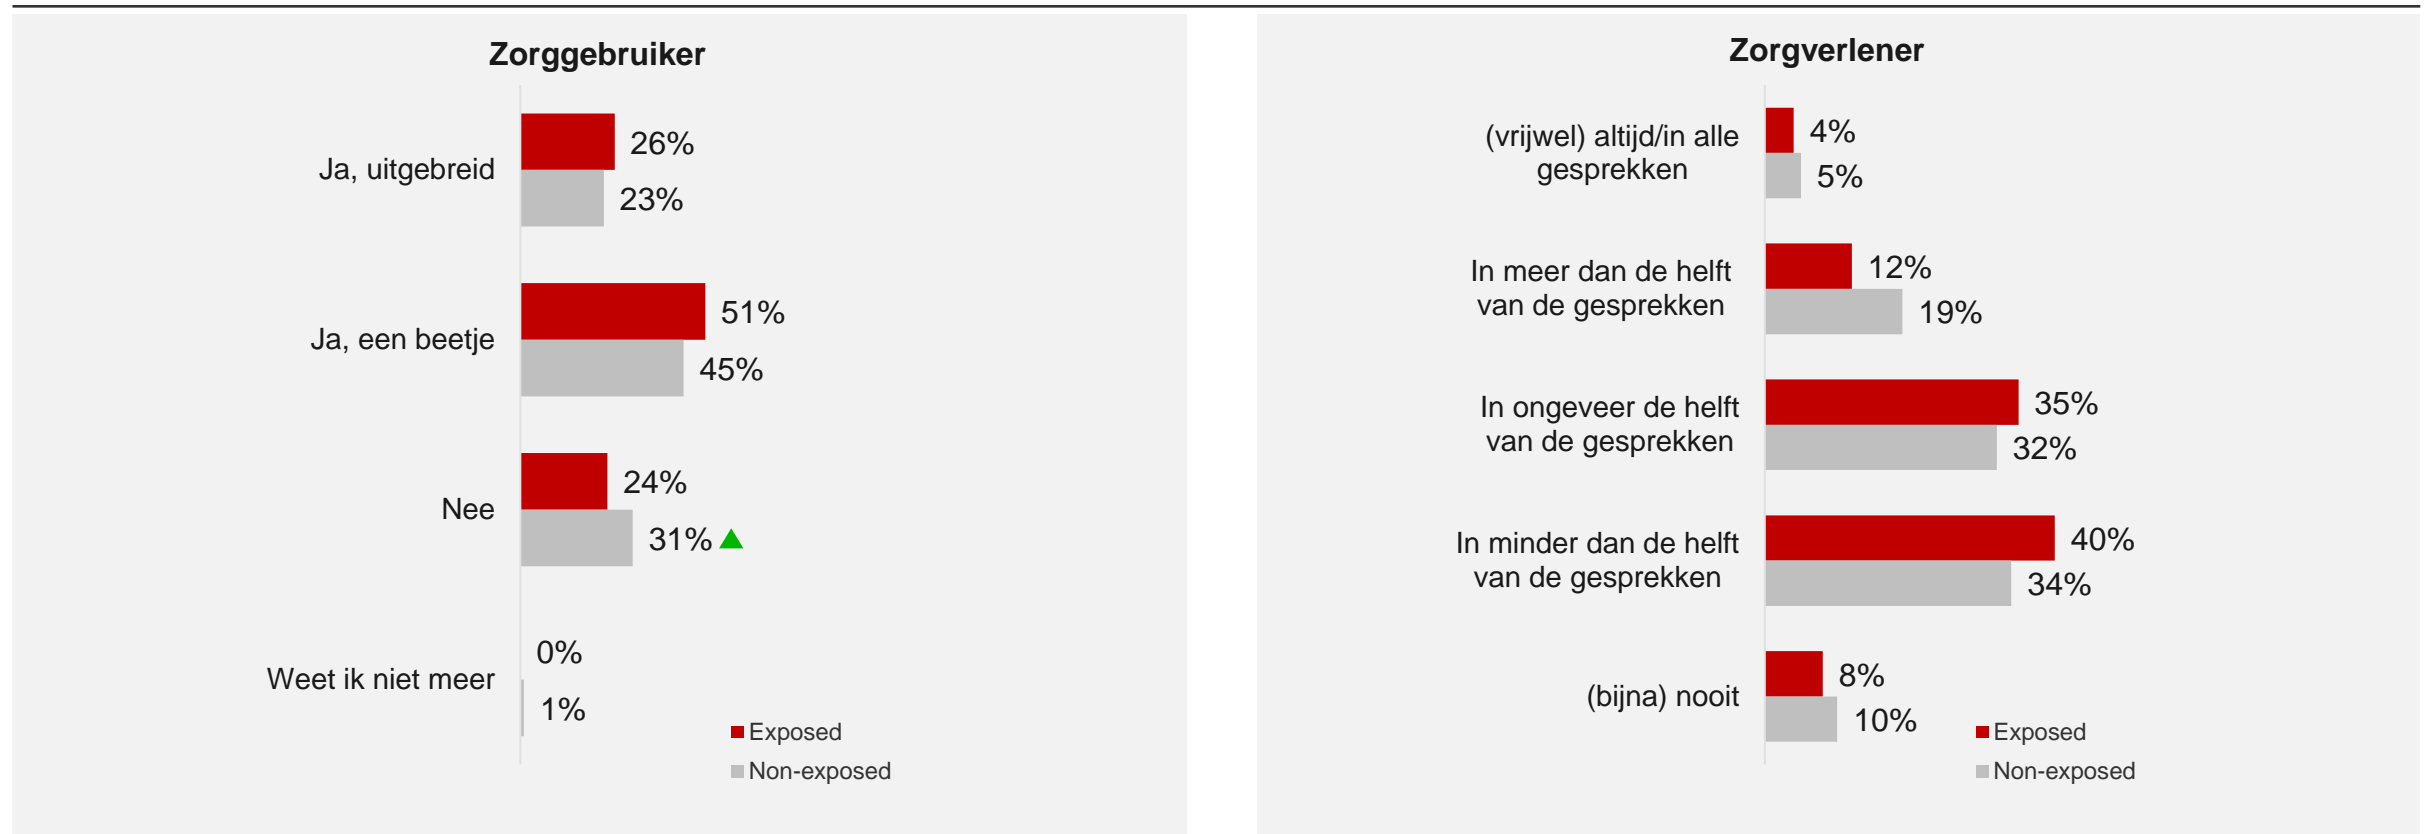 Zorggebruiker
Ja, uitgebreid
26%
23%
Ja, een beetje
51%
45%
Nee
24%
31%
Weet ik niet meer
0%
1%
Exposed
Non-exposed
Zorgverlener
(vrijwel) altijd/in alle
gesprekken
4%
5%
In meer dan de helft
van de gesprekken
12%
19%
In ongeveer de helft
van de gesprekken
35%
32%
In minder dan de helft
van de gesprekken
40%
34%
(bijna) nooit
8%
10%
Exposed
Non-exposed